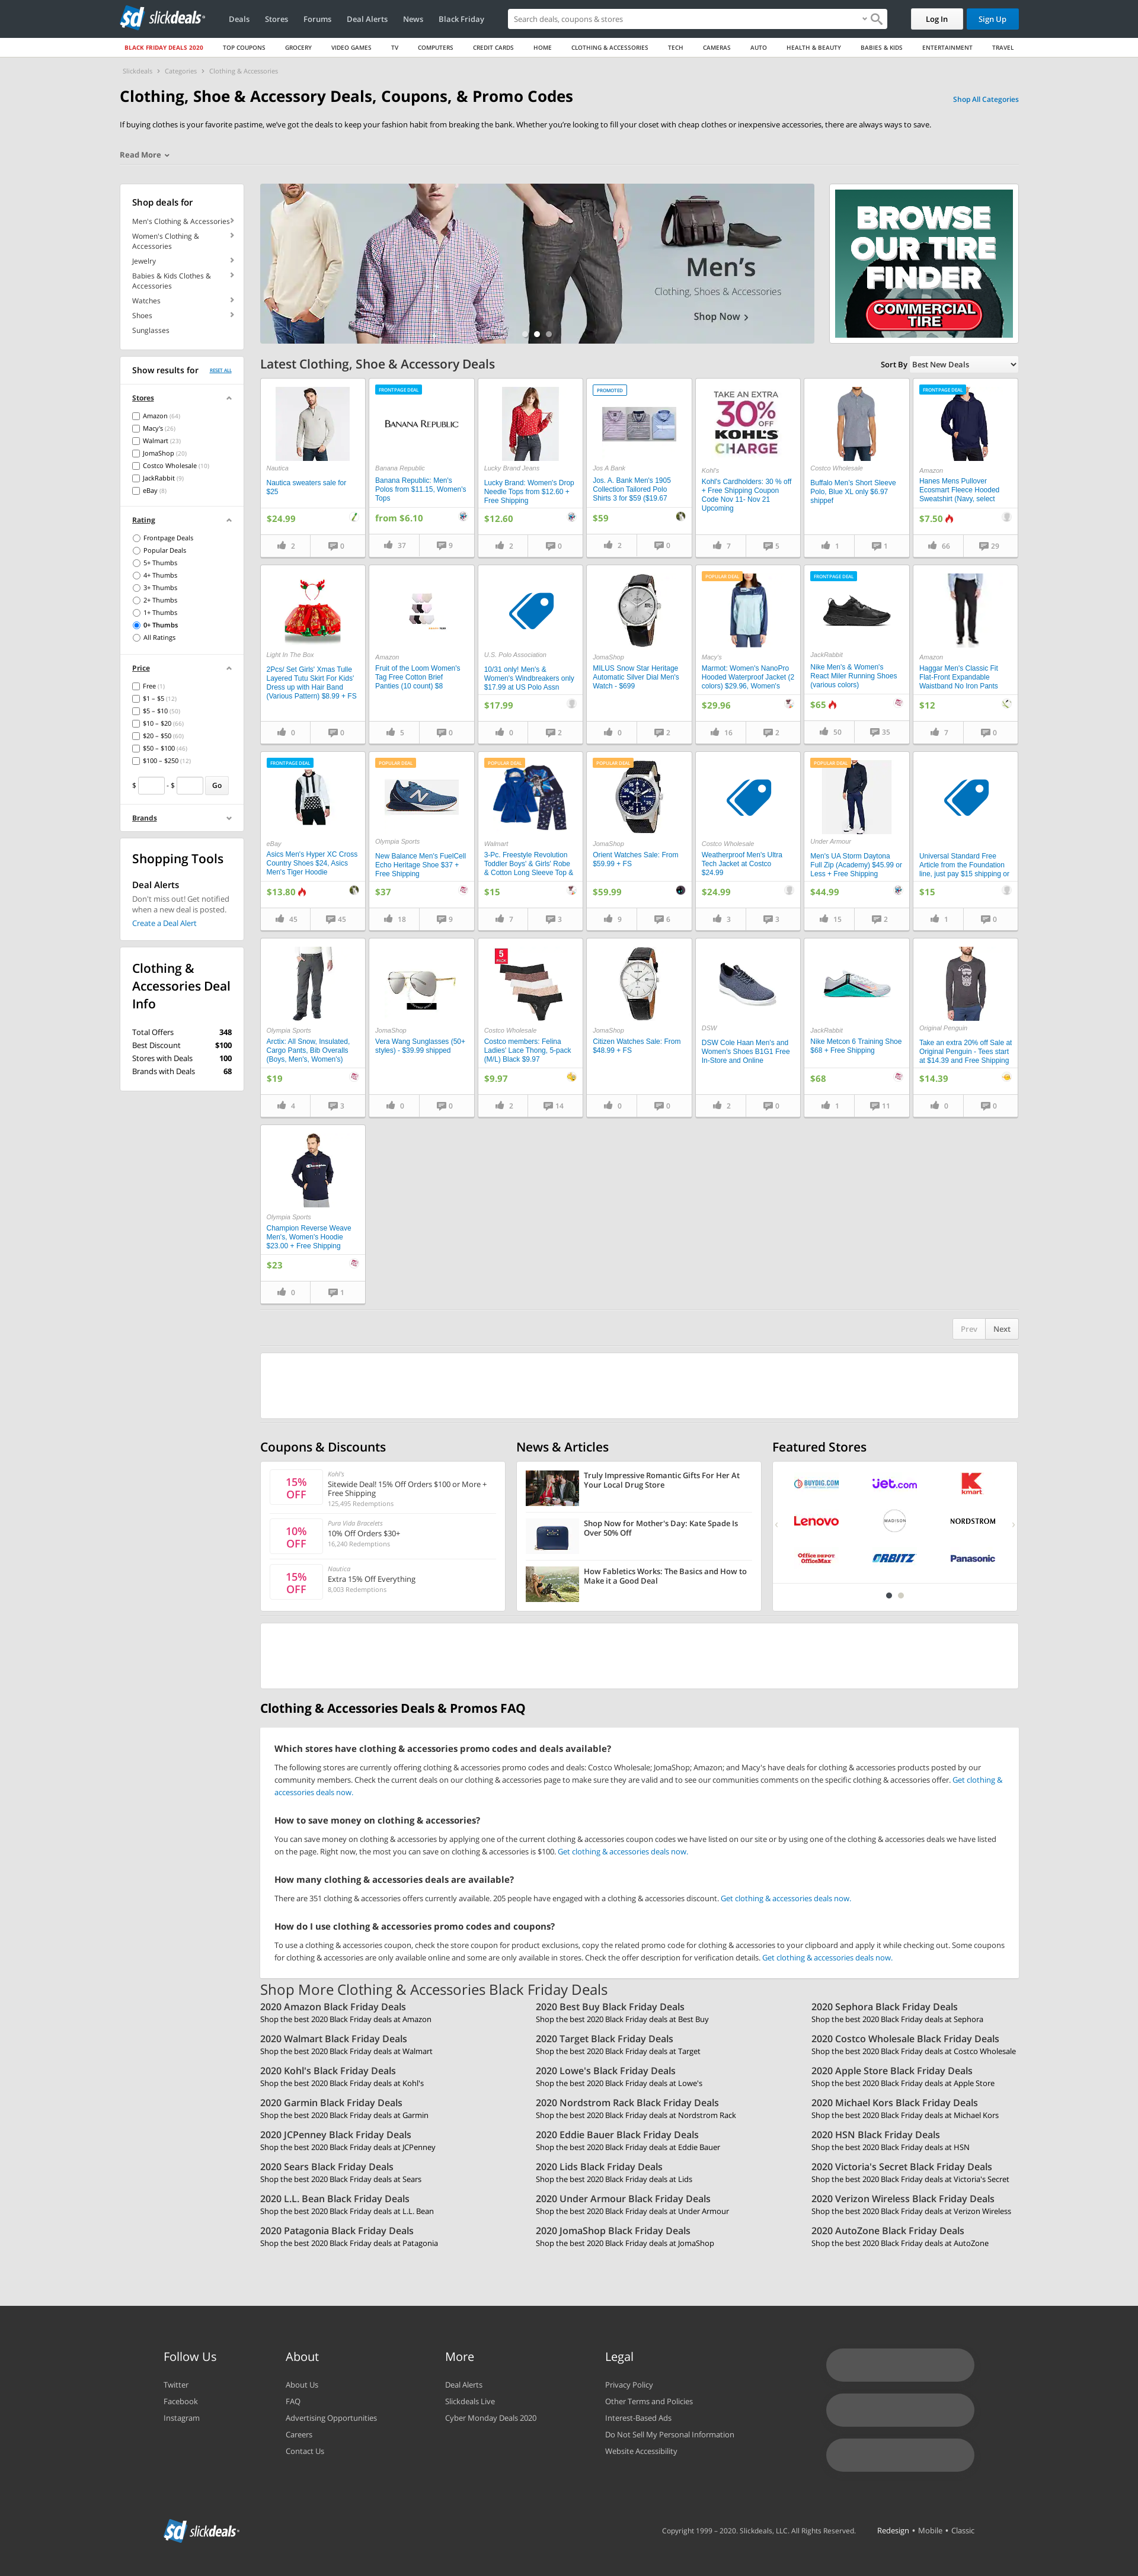 slickdeals
Deals
Stores
Forums
Deal Alerts
News
Black Friday
Search deals, coupons & stores
Log In
Sign Up
BLACK FRIDAY DEALS 2020
TOP COUPONS
GROCERY
VIDEO GAMES
TV
COMPUTERS
CREDIT CARDS
HOME
CLOTHING & ACCESSORIES
TECH
CAMERAS
AUTO
HEALTH & BEAUTY
BABIES & KIDS
ENTERTAINMENT
TRAVEL
Slickdeals > Categories > Clothing & Accessories
Clothing, Shoe & Accessory Deals, Coupons, & Promo Codes
Shop All Categories
If buying clothes is your favorite pastime, we've got the deals to keep your fashion habit from breaking the bank. Whether you're looking to fill your closet with cheap clothes or inexpensive accessories, there are always ways to save.
Read More
Shop deals for
Men's Clothing & Accessories
Women's Clothing &
Accessories
Jewelry
Babies & Kids Clothes &
Accessories
Watches
Shoes
Sunglasses
Men's
Clothing, Shoes & Accessories
Shop Now >
BROWSE
OUR TIRE
FINDER
COMMERCIAL
TIRE
Show results for
RESET ALL
Stores
Amazon (64)
Macy's (26)
Walmart (23)
JomaShop (20)
Costco Wholesale (10)
JackRabbit (9)
eBay (8)
Rating
Frontpage Deals
Popular Deals
5+ Thumbs
4+ Thumbs
3+ Thumbs
2+ Thumbs
1+ Thumbs
0+ Thumbs
All Ratings
Price
Free (1)
$1 – $5 (12)
$5 – $10 (50)
$10 – $20 (66)
$20 – $50 (60)
$50 – $100 (46)
$100 – $250 (12)
$ - $ Go
Brands
Shopping Tools
Deal Alerts
Don't miss out! Get notified
when a new deal is posted.
Create a Deal Alert
Clothing &
Accessories Deal
Info
Total Offers 348
Best Discount $100
Stores with Deals 100
Brands with Deals 68
Latest Clothing, Shoe & Accessory Deals
Sort By Best New Deals
Nautica
Nautica sweaters sale for
$25
$24.99
2 0
FRONTPAGE DEAL
BANANA REPUBLIC
Banana Republic
Banana Republic: Men's
Polos from $11.15, Women's
Tops
from $6.10
37 9
Lucky Brand Jeans
Lucky Brand: Women's Drop
Needle Tops from $12.60 +
Free Shipping
$12.60
2 0
PROMOTED
Jos A Bank
Jos. A. Bank Men's 1905
Collection Tailored Polo
Shirts 3 for $59 ($19.67
$59
2 0
TAKE AN EXTRA
30% OFF
KOHL'S
CHARGE
Kohl's
Kohl's Cardholders: 30 % off
+ Free Shipping Coupon
Code Nov 11- Nov 21
Upcoming
7 5
Costco Wholesale
Buffalo Men's Short Sleeve
Polo, Blue XL only $6.97
shippef
1 1
FRONTPAGE DEAL
Amazon
Hanes Mens Pullover
Ecosmart Fleece Hooded
Sweatshirt (Navy, select
$7.50
66 29
Light In The Box
2Pcs/ Set Girls' Xmas Tulle
Layered Tutu Skirt For Kids'
Dress up with Hair Band
(Various Pattern) $8.99 + FS
0 0
Amazon
Fruit of the Loom Women's
Tag Free Cotton Brief
Panties (10 count) $8
5 0
U.S. Polo Association
10/31 only! Men's &
Women's Windbreakers only
$17.99 at US Polo Assn
$17.99
0 2
JomaShop
MILUS Snow Star Heritage
Automatic Silver Dial Men's
Watch - $699
0 2
POPULAR DEAL
Macy's
Marmot: Women's NanoPro
Hooded Waterproof Jacket (2
colors) $29.96, Women's
$29.96
16 2
FRONTPAGE DEAL
JackRabbit
Nike Men's & Women's
React Miler Running Shoes
(various colors)
$65
50 35
Amazon
Haggar Men's Classic Fit
Flat-Front Expandable
Waistband No Iron Pants
$12
7 0
FRONTPAGE DEAL
eBay
Asics Men's Hyper XC Cross
Country Shoes $24, Asics
Men's Tiger Hoodie
$13.80
45 45
POPULAR DEAL
Olympia Sports
New Balance Men's FuelCell
Echo Heritage Shoe $37 +
Free Shipping
$37
18 9
POPULAR DEAL
Walmart
3-Pc. Freestyle Revolution
Toddler Boys' & Girls' Robe
& Cotton Long Sleeve Top &
$15
7 3
POPULAR DEAL
JomaShop
Orient Watches Sale: From
$59.99 + FS
$59.99
9 6
Costco Wholesale
Weatherproof Men's Ultra
Tech Jacket at Costco
$24.99
$24.99
3 3
POPULAR DEAL
Under Armour
Men's UA Storm Daytona
Full Zip (Academy) $45.99 or
Less + Free Shipping
$44.99
15 2
Universal Standard Free
Article from the Foundation
line, just pay $15 shipping or
$15
1 0
Olympia Sports
Arctix: All Snow, Insulated,
Cargo Pants, Bib Overalls
(Boys, Men's, Women's)
$19
4 3
JomaShop
Vera Wang Sunglasses (50+
styles) - $39.99 shipped
0 0
5
Costco Wholesale
Costco members: Felina
Ladies' Lace Thong, 5-pack
(M/L) Black $9.97
$9.97
2 14
JomaShop
Citizen Watches Sale: From
$48.99 + FS
0 0
DSW
DSW Cole Haan Men's and
Women's Shoes B1G1 Free
In-Store and Online
2 0
JackRabbit
Nike Metcon 6 Training Shoe
$68 + Free Shipping
$68
1 11
Original Penguin
Take an extra 20% off Sale at
Original Penguin - Tees start
at $14.39 and Free Shipping
$14.39
0 0
Champion
Olympia Sports
Champion Reverse Weave
Men's, Women's Hoodie
$23.00 + Free Shipping
$23
0 1
Prev Next
Coupons & Discounts
15%
OFF
Kohl's
Sitewide Deal! 15% Off Orders $100 or More +
Free Shipping
125,495 Redemptions
10%
OFF
Pura Vida Bracelets
10% Off Orders $30+
16,240 Redemptions
15%
OFF
Nautica
Extra 15% Off Everything
8,003 Redemptions
News & Articles
Truly Impressive Romantic Gifts For Her At
Your Local Drug Store
Shop Now for Mother's Day: Kate Spade Is
Over 50% Off
How Fabletics Works: The Basics and How to
Make it a Good Deal
Featured Stores
BUYDIG.COM
Jet.com
kmart
Lenovo
MADISON
NORDSTROM
Office DEPOT
OfficeMax
ORBITZ
Panasonic
Clothing & Accessories Deals & Promos FAQ
Which stores have clothing & accessories promo codes and deals available?
The following stores are currently offering clothing & accessories promo codes and deals: Costco Wholesale; JomaShop; Amazon; and Macy's have deals for clothing & accessories products posted by our
community members. Check the current deals on our clothing & accessories page to make sure they are valid and to see our communities comments on the specific clothing & accessories offer. Get clothing &
accessories deals now.
How to save money on clothing & accessories?
You can save money on clothing & accessories by applying one of the current clothing & accessories coupon codes we have listed on our site or by using one of the clothing & accessories deals we have listed
on the page. Right now, the most you can save on clothing & accessories is $100. Get clothing & accessories deals now.
How many clothing & accessories deals are available?
There are 351 clothing & accessories offers currently available. 205 people have engaged with a clothing & accessories discount. Get clothing & accessories deals now.
How do I use clothing & accessories promo codes and coupons?
To use a clothing & accessories coupon, check the store coupon for product exclusions, copy the related promo code for clothing & accessories to your clipboard and apply it while checking out. Some coupons
for clothing & accessories are only available online and some are only available in stores. Check the offer description for verification details. Get clothing & accessories deals now.
Shop More Clothing & Accessories Black Friday Deals
2020 Amazon Black Friday Deals
Shop the best 2020 Black Friday deals at Amazon
2020 Best Buy Black Friday Deals
Shop the best 2020 Black Friday deals at Best Buy
2020 Sephora Black Friday Deals
Shop the best 2020 Black Friday deals at Sephora
2020 Walmart Black Friday Deals
Shop the best 2020 Black Friday deals at Walmart
2020 Target Black Friday Deals
Shop the best 2020 Black Friday deals at Target
2020 Costco Wholesale Black Friday Deals
Shop the best 2020 Black Friday deals at Costco Wholesale
2020 Kohl's Black Friday Deals
Shop the best 2020 Black Friday deals at Kohl's
2020 Lowe's Black Friday Deals
Shop the best 2020 Black Friday deals at Lowe's
2020 Apple Store Black Friday Deals
Shop the best 2020 Black Friday deals at Apple Store
2020 Garmin Black Friday Deals
Shop the best 2020 Black Friday deals at Garmin
2020 Nordstrom Rack Black Friday Deals
Shop the best 2020 Black Friday deals at Nordstrom Rack
2020 Michael Kors Black Friday Deals
Shop the best 2020 Black Friday deals at Michael Kors
2020 JCPenney Black Friday Deals
Shop the best 2020 Black Friday deals at JCPenney
2020 Eddie Bauer Black Friday Deals
Shop the best 2020 Black Friday deals at Eddie Bauer
2020 HSN Black Friday Deals
Shop the best 2020 Black Friday deals at HSN
2020 Sears Black Friday Deals
Shop the best 2020 Black Friday deals at Sears
2020 Lids Black Friday Deals
Shop the best 2020 Black Friday deals at Lids
2020 Victoria's Secret Black Friday Deals
Shop the best 2020 Black Friday deals at Victoria's Secret
2020 L.L. Bean Black Friday Deals
Shop the best 2020 Black Friday deals at L.L. Bean
2020 Under Armour Black Friday Deals
Shop the best 2020 Black Friday deals at Under Armour
2020 Verizon Wireless Black Friday Deals
Shop the best 2020 Black Friday deals at Verizon Wireless
2020 Patagonia Black Friday Deals
Shop the best 2020 Black Friday deals at Patagonia
2020 JomaShop Black Friday Deals
Shop the best 2020 Black Friday deals at JomaShop
2020 AutoZone Black Friday Deals
Shop the best 2020 Black Friday deals at AutoZone
Follow Us
Twitter
Facebook
Instagram
About
About Us
FAQ
Advertising Opportunities
Careers
Contact Us
More
Deal Alerts
Slickdeals Live
Cyber Monday Deals 2020
Legal
Privacy Policy
Other Terms and Policies
Interest-Based Ads
Do Not Sell My Personal Information
Website Accessibility
slickdeals
Copyright 1999 – 2020. Slickdeals, LLC. All Rights Reserved.
Redesign • Mobile • Classic